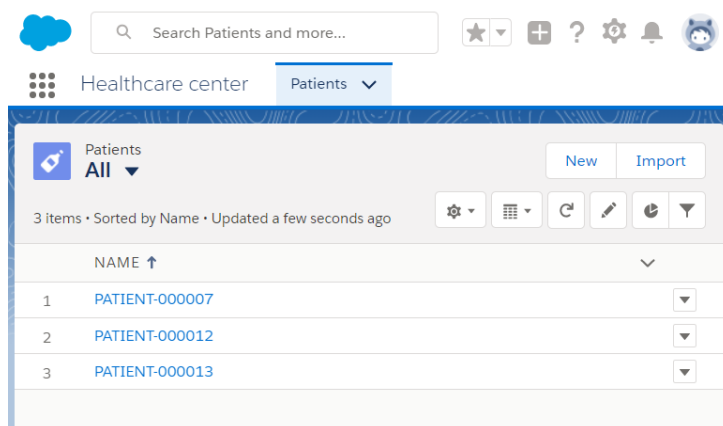 Search Patients and more...
Healthcare center
Patients
Patients
All
New
Import
3 items • Sorted by Name • Updated a few seconds ago
NAME
1 PATIENT-000007
2 PATIENT-000012
3 PATIENT-000013